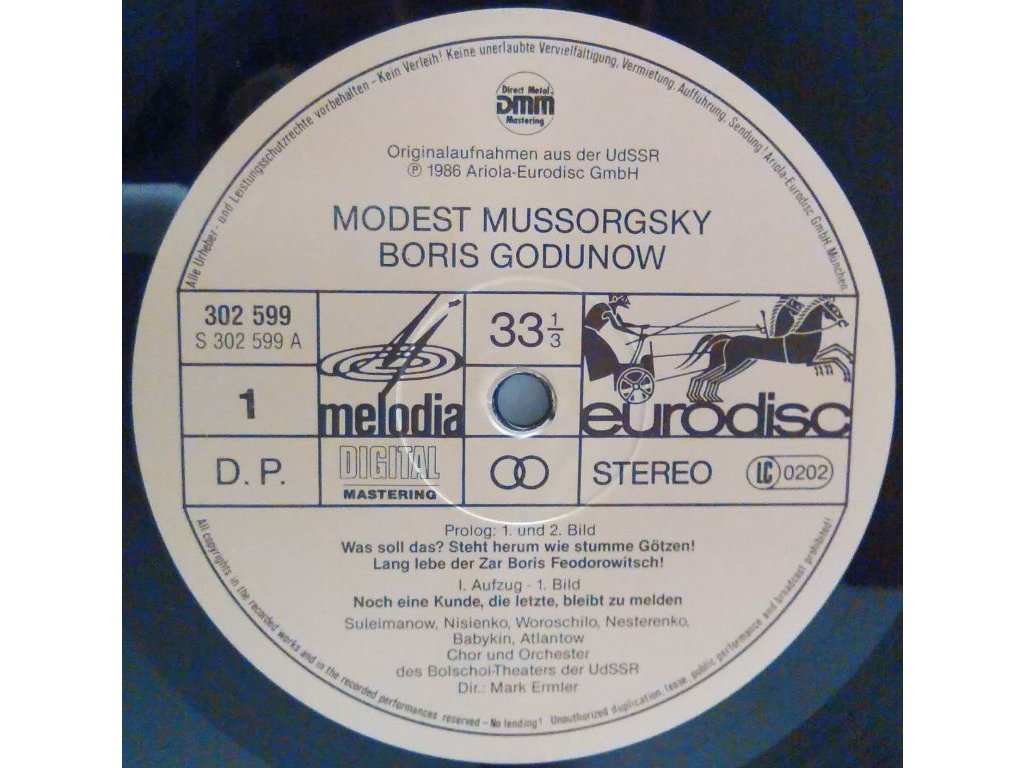 Alle Urheber- und Leistungsschutzrechte vorbehalten – Kein Verleih! Keine unerlaubte Vervielfältigung, Vermietung, Aufführung, Sendung! Ariola-Eurodisc GmbH, München.
Direct Metal
DMM
Mastering
Originalaufnahmen aus der UdSSR
℗ 1986 Ariola-Eurodisc GmbH
MODEST MUSSORGSKY
BORIS GODUNOW
302 599
S 302 599 A
33 1/3
1
melodia
eurodisc
D. P.
DIGITAL
MASTERING
STEREO
LC 0202
Prolog: 1. und 2. Bild
Was soll das? Steht herum wie stumme Götzen!
Lang lebe der Zar Boris Feodorowitsch!
I. Aufzug - 1. Bild
Noch eine Kunde, die letzte, bleibt zu melden
Suleimanow, Nisienko, Woroschilo, Nesterenko,
Babykin, Atlantow
Chor und Orchester
des Bolschoi-Theaters der UdSSR
Dir.: Mark Ermler
All copyrights in the recorded works and in the recorded performances reserved – No lending! Unauthorized duplication, lease, public performance and broadcast prohibited!